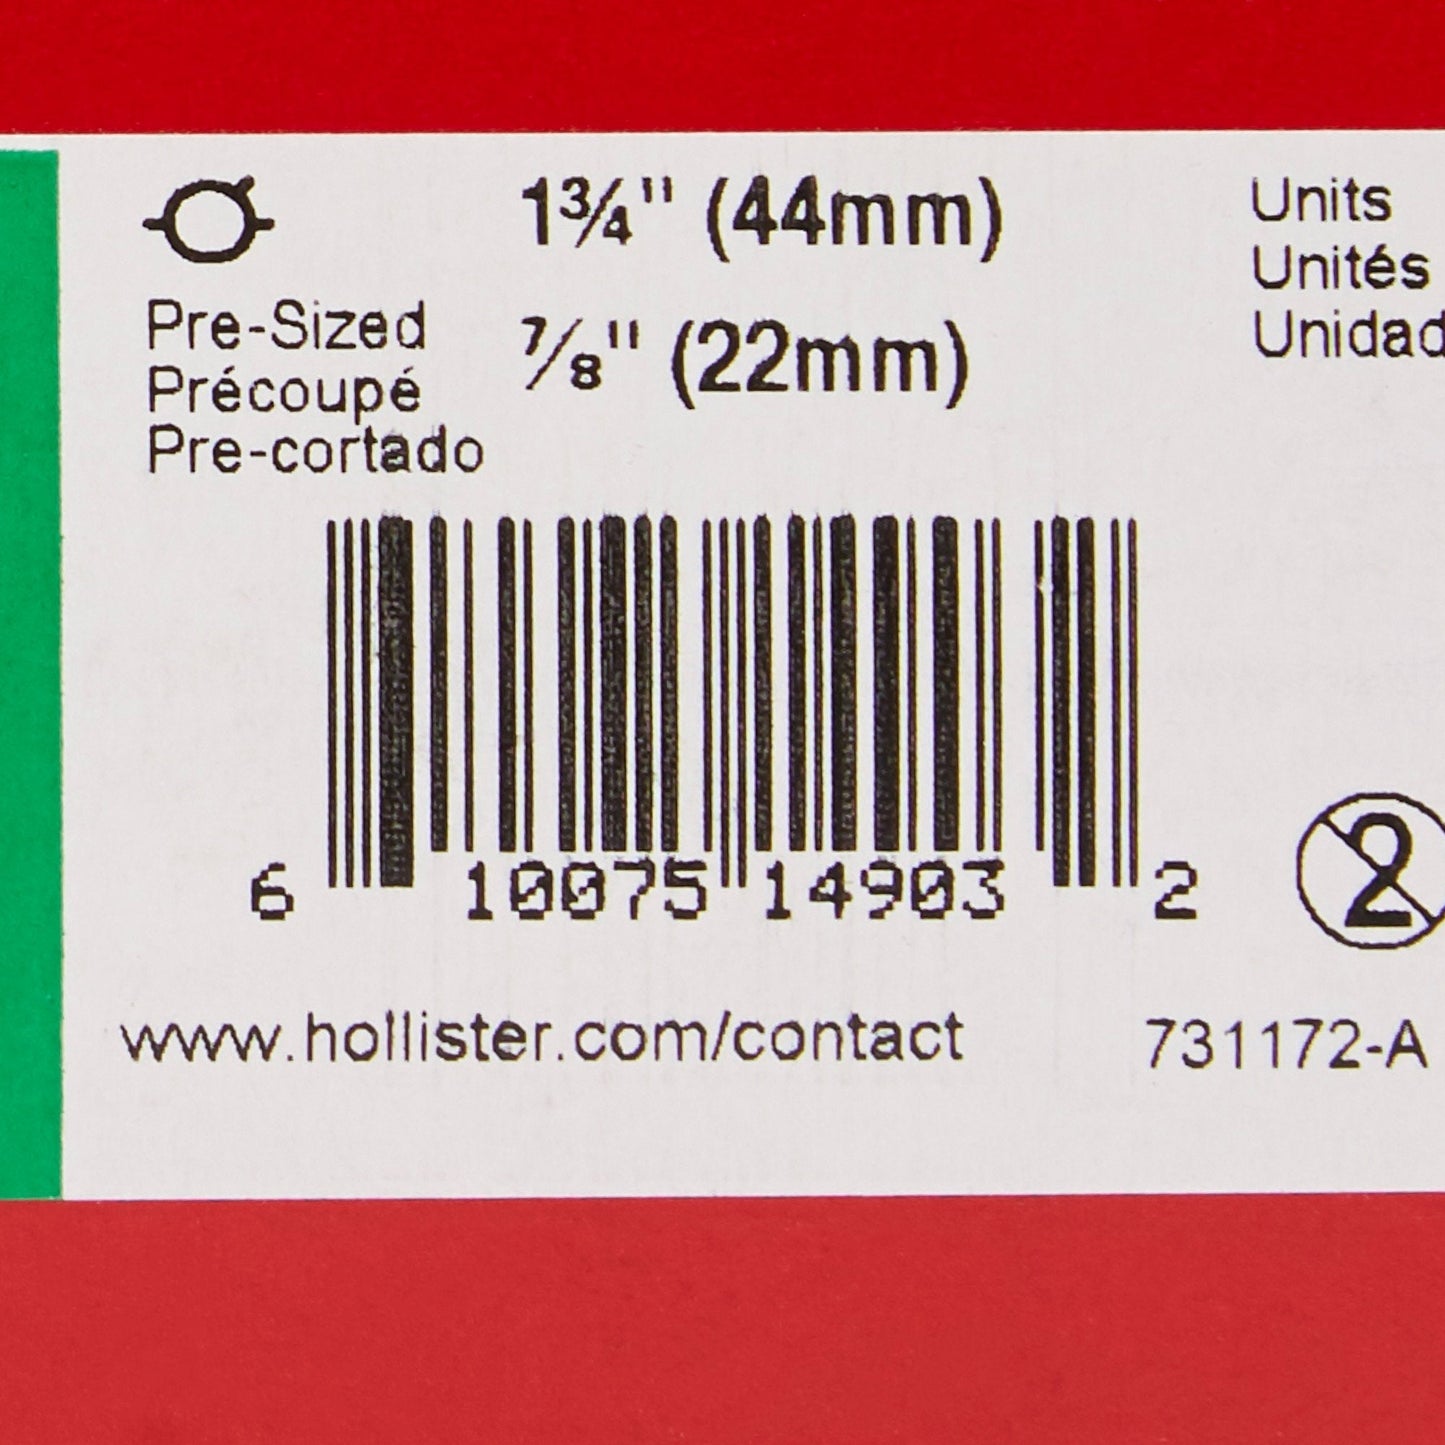 1¾" (44mm)
⅞" (22mm)
Pre-Sized
Précoupé
Pre-cortado
Units
Unités
Unidad
6 10075 14903 2
2
www.hollister.com/contact
731172-A